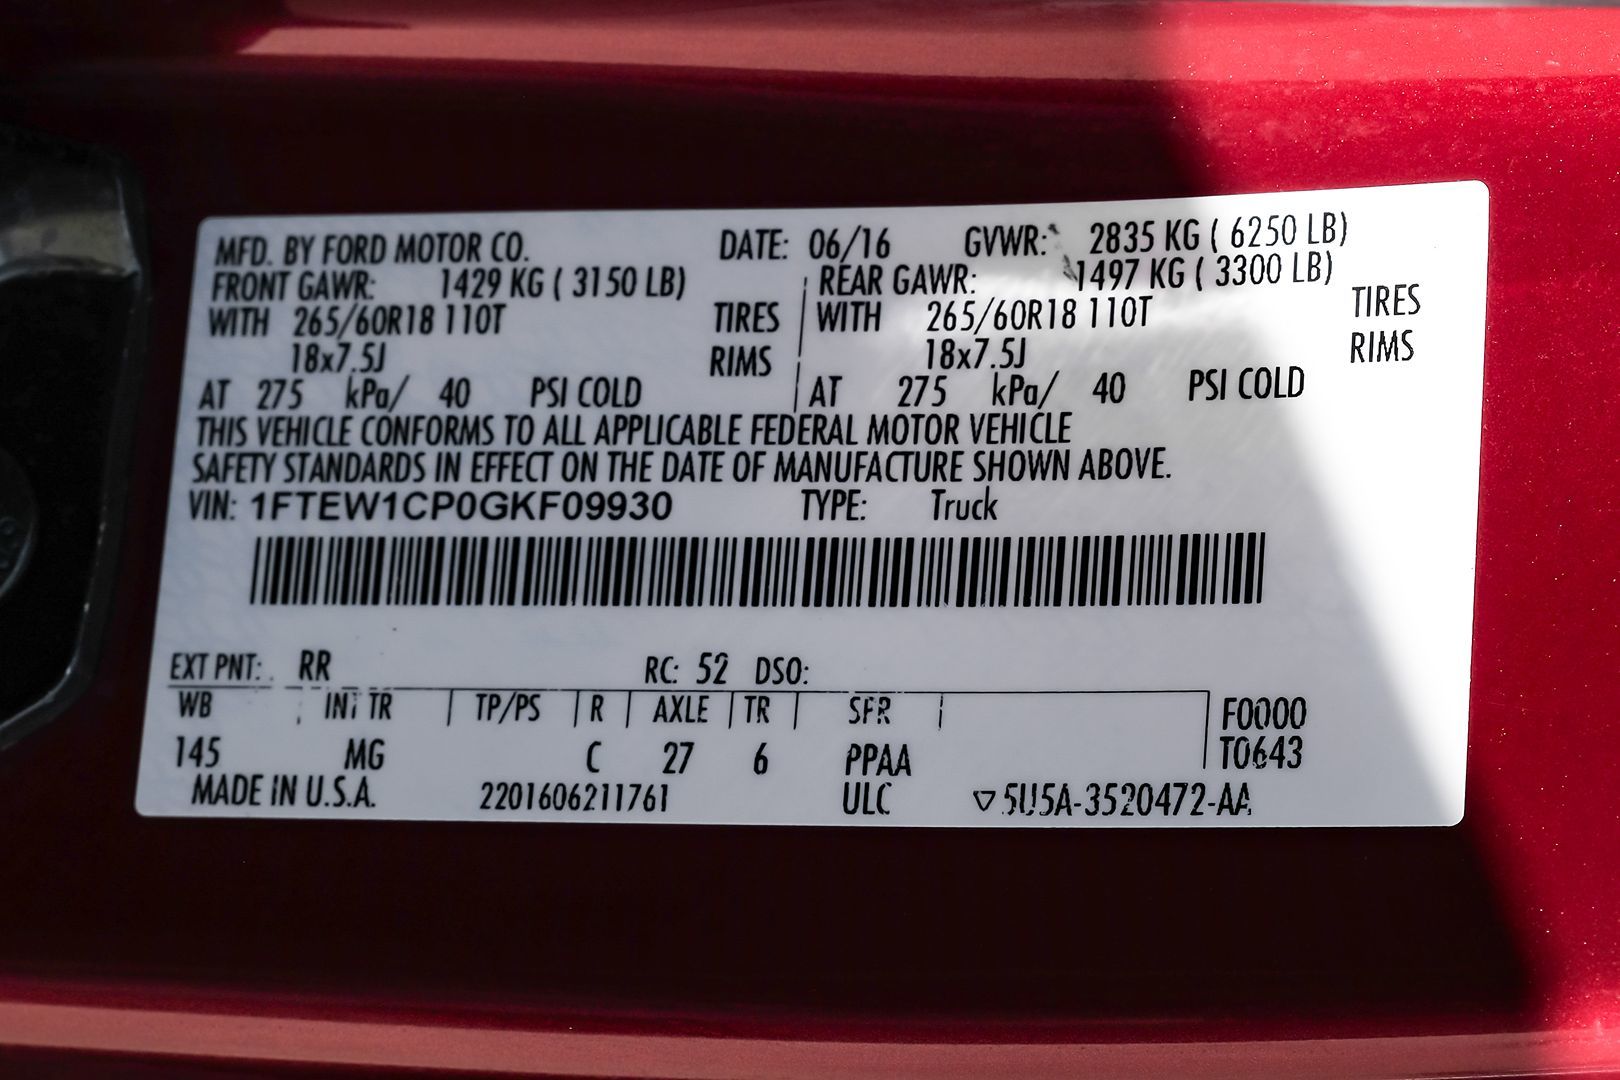 MFD. BY FORD MOTOR CO. DATE: 06/16 GVWR: 2835 KG ( 6250 LB)
FRONT GAWR: 1429 KG ( 3150 LB) REAR GAWR: 1497 KG ( 3300 LB)
WITH 265/60R18 110T TIRES WITH 265/60R18 110T TIRES
18x7.5J RIMS 18x7.5J RIMS
AT 275 kPa/ 40 PSI COLD AT 275 kPa/ 40 PSI COLD
THIS VEHICLE CONFORMS TO ALL APPLICABLE FEDERAL MOTOR VEHICLE
SAFETY STANDARDS IN EFFECT ON THE DATE OF MANUFACTURE SHOWN ABOVE.
VIN: 1FTEW1CP0GKF09930 TYPE: Truck
EXT PNT: RR RC: 52 DSO:
WB INT TR TP/PS R AXLE TR SFR F0000
145 MG C 27 6 PPAA T0643
MADE IN U.S.A. 2201606211761 ULC ▽5U5A-3520472-AA